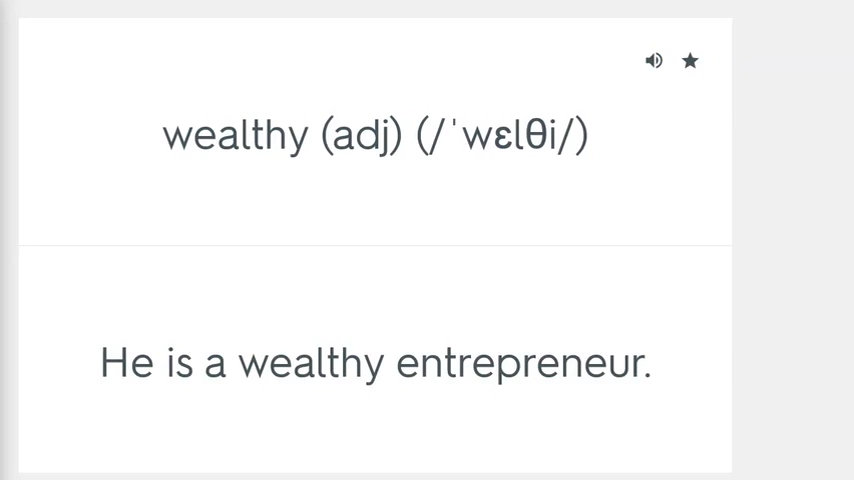 wealthy (adj) (/ˈwɛlθi/)
He is a wealthy entrepreneur.